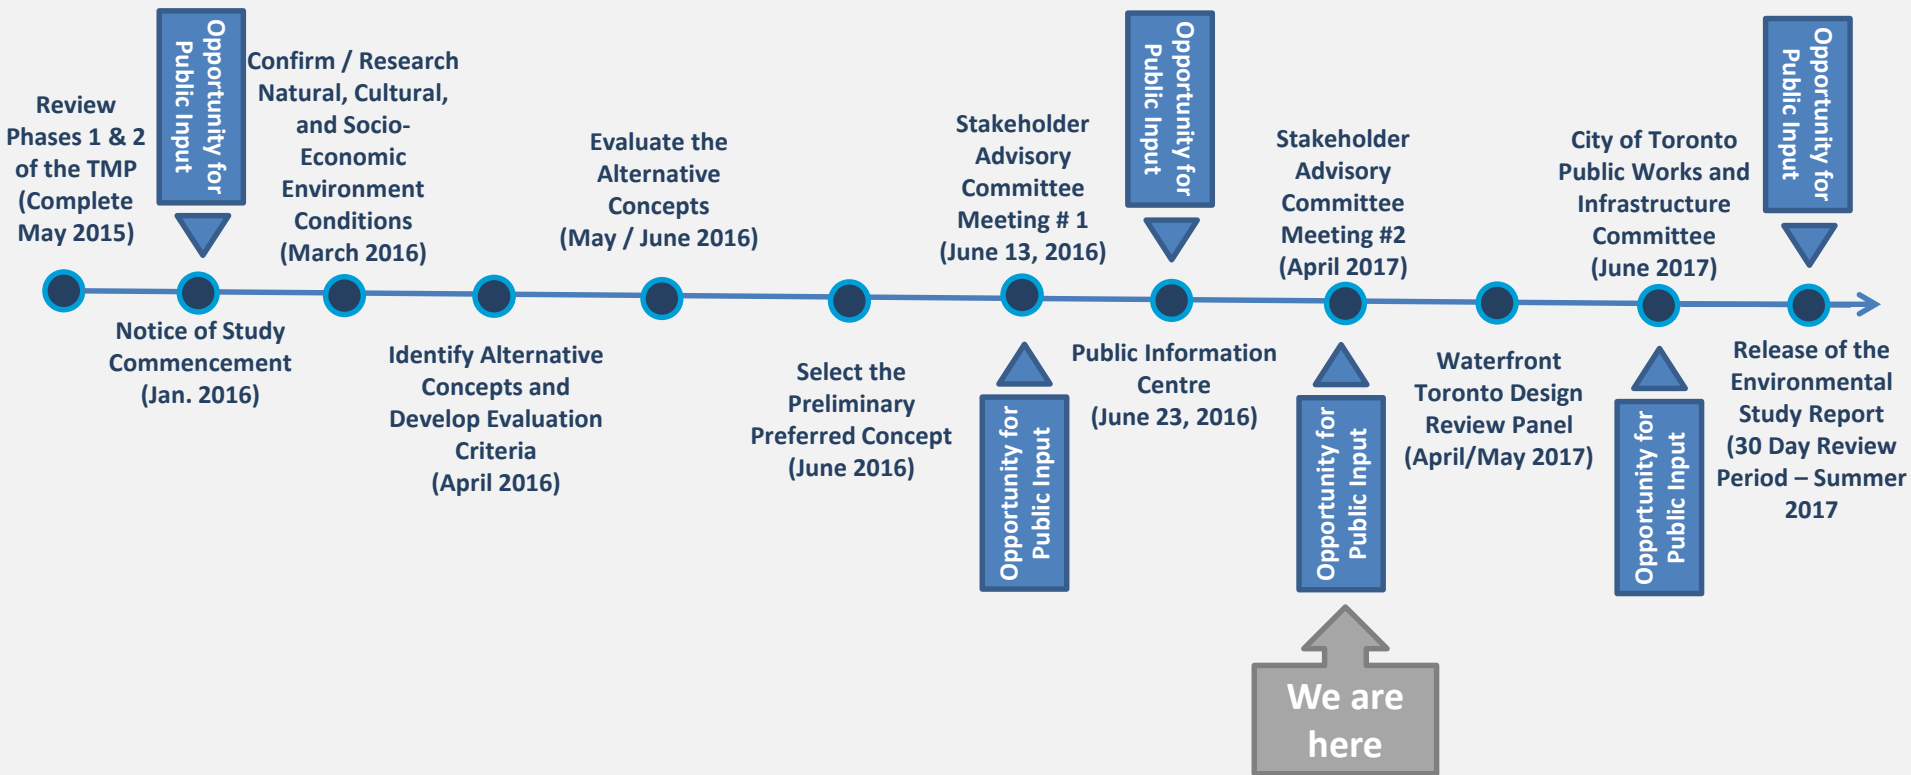 Review
Phases 1 & 2
of the TMP
(Complete
May 2015)
Opportunity for
Public Input
Notice of Study
Commencement
(Jan. 2016)
Confirm / Research
Natural, Cultural,
and Socio-
Economic
Environment
Conditions
(March 2016)
Identify Alternative
Concepts and
Develop Evaluation
Criteria
(April 2016)
Evaluate the
Alternative
Concepts
(May / June 2016)
Select the
Preliminary
Preferred Concept
(June 2016)
Stakeholder
Advisory
Committee
Meeting # 1
(June 13, 2016)
Opportunity for
Public Input
Opportunity for
Public Input
Public Information
Centre
(June 23, 2016)
Stakeholder
Advisory
Committee
Meeting #2
(April 2017)
Opportunity for
Public Input
We are
here
Waterfront
Toronto Design
Review Panel
(April/May 2017)
City of Toronto
Public Works and
Infrastructure
Committee
(June 2017)
Opportunity for
Public Input
Opportunity for
Public Input
Release of the
Environmental
Study Report
(30 Day Review
Period – Summer
2017